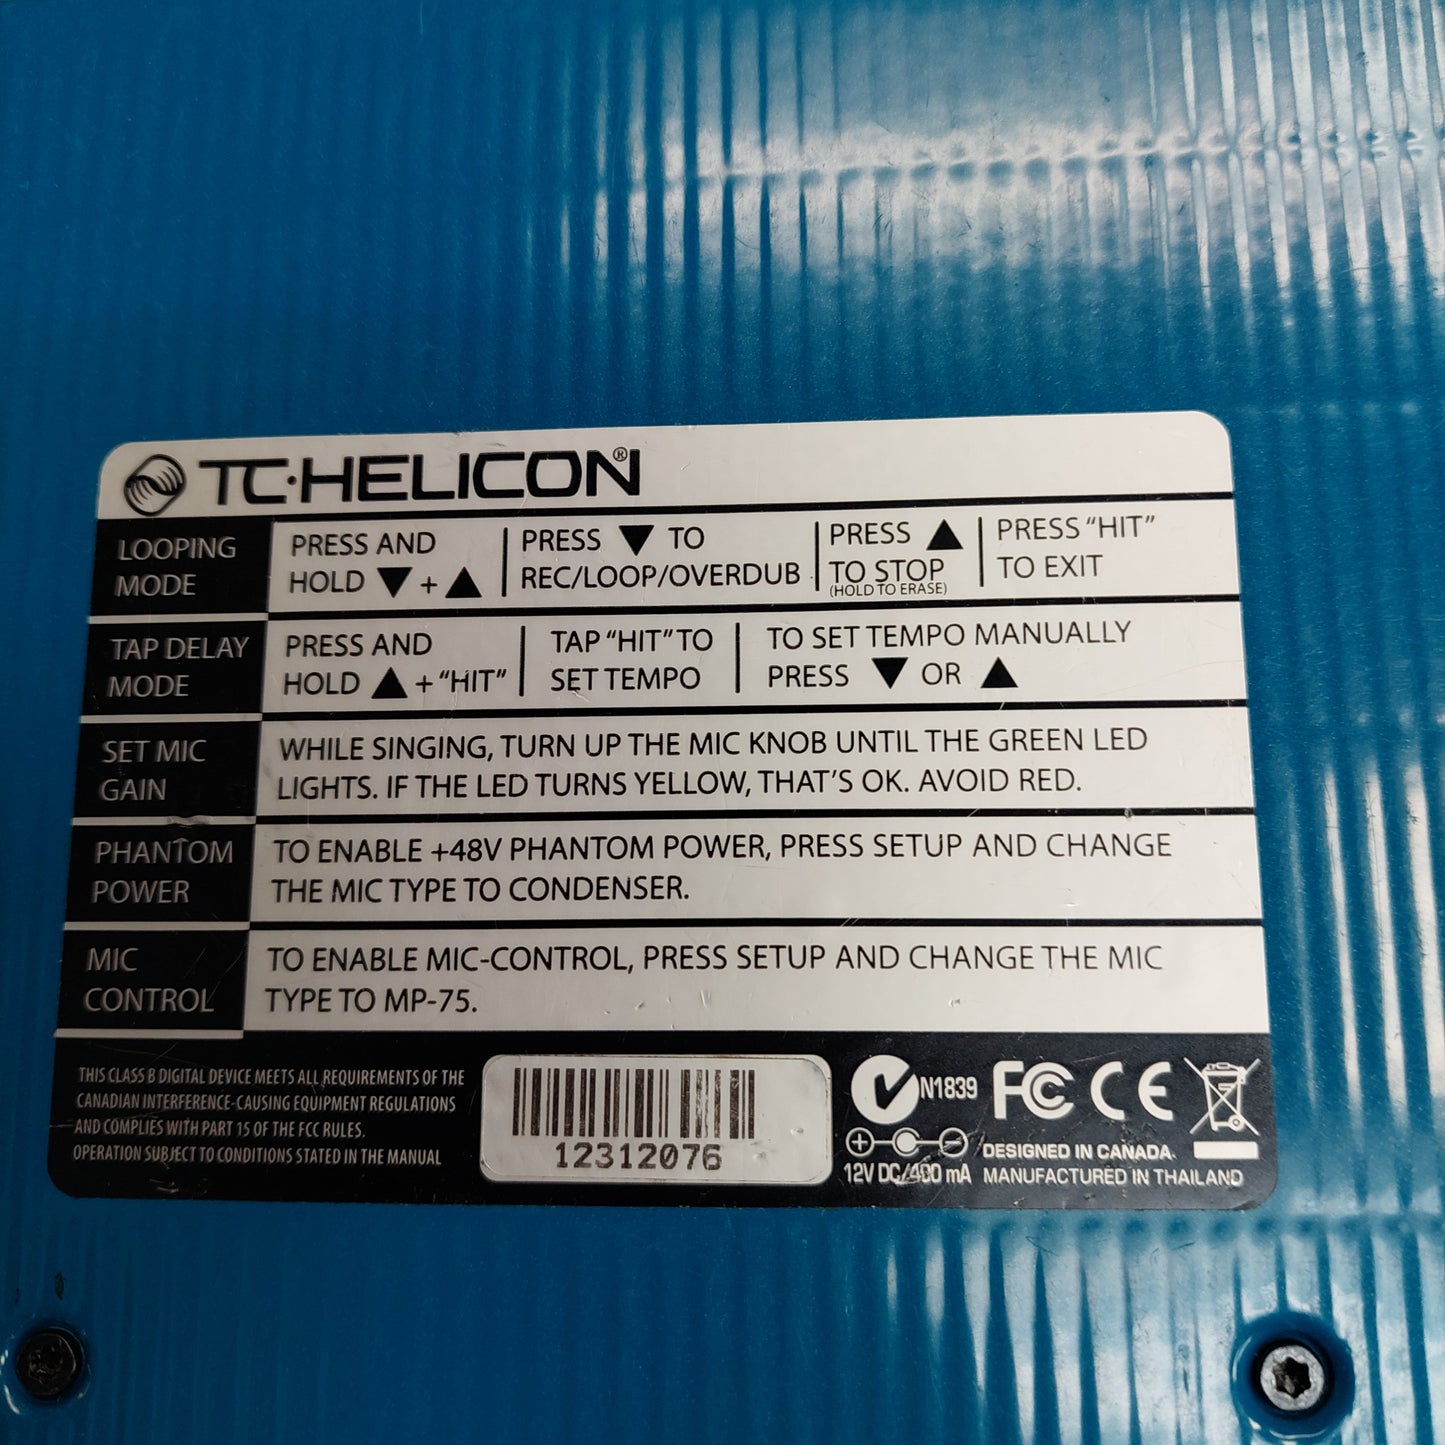 TC·HELICON®
LOOPING
MODE
PRESS AND
HOLD ▼ + ▲
PRESS ▼ TO
REC/LOOP/OVERDUB
PRESS ▲
TO STOP
(HOLD TO ERASE)
PRESS “HIT”
TO EXIT
TAP DELAY
MODE
PRESS AND
HOLD ▲ + “HIT”
TAP “HIT” TO
SET TEMPO
TO SET TEMPO MANUALLY
PRESS ▼ OR ▲
SET MIC
GAIN
WHILE SINGING, TURN UP THE MIC KNOB UNTIL THE GREEN LED
LIGHTS. IF THE LED TURNS YELLOW, THAT’S OK. AVOID RED.
PHANTOM
POWER
TO ENABLE +48V PHANTOM POWER, PRESS SETUP AND CHANGE
THE MIC TYPE TO CONDENSER.
MIC
CONTROL
TO ENABLE MIC-CONTROL, PRESS SETUP AND CHANGE THE MIC
TYPE TO MP-75.
THIS CLASS B DIGITAL DEVICE MEETS ALL REQUIREMENTS OF THE
CANADIAN INTERFERENCE-CAUSING EQUIPMENT REGULATIONS
AND COMPLIES WITH PART 15 OF THE FCC RULES.
OPERATION SUBJECT TO CONDITIONS STATED IN THE MANUAL
12312076
N1839
FC CE
12V DC/400 mA
DESIGNED IN CANADA.
MANUFACTURED IN THAILAND